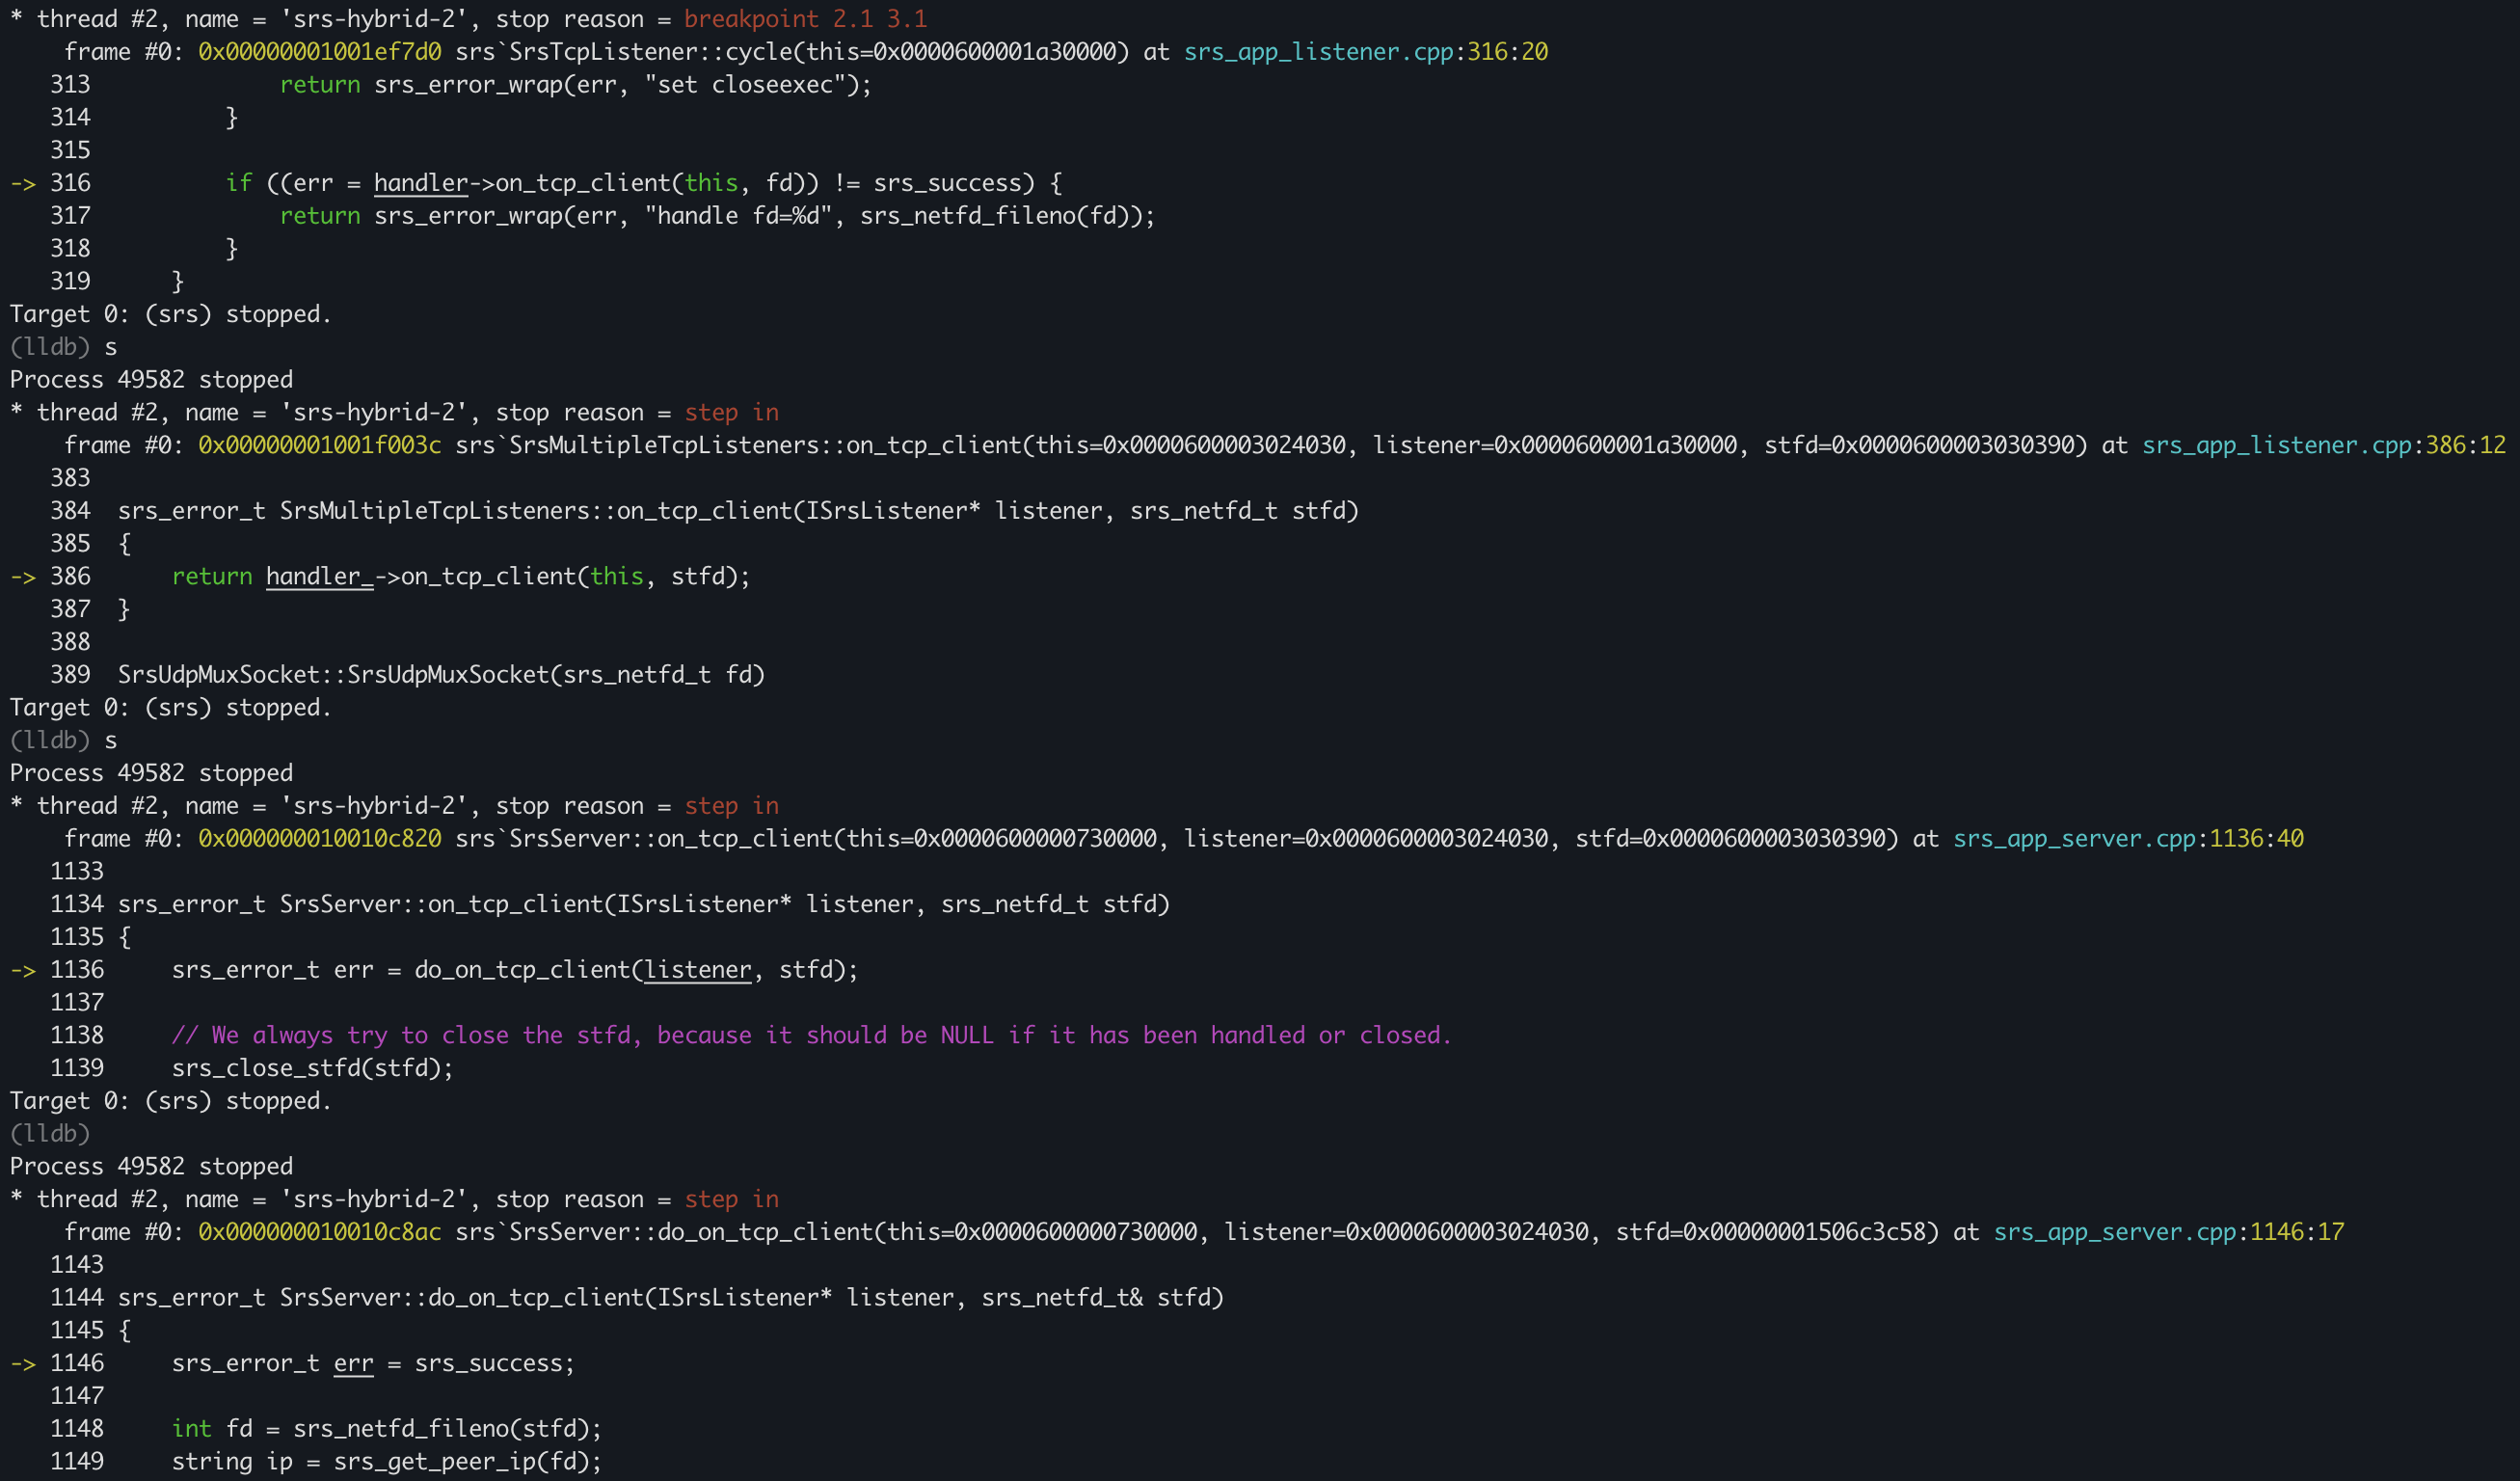 * thread #2, name = 'srs-hybrid-2', stop reason = breakpoint 2.1 3.1
    frame #0: 0x00000001001ef7d0 srs`SrsTcpListener::cycle(this=0x0000600001a30000) at srs_app_listener.cpp:316:20
   313              return srs_error_wrap(err, "set closeexec");
   314          }
   315
-> 316          if ((err = handler->on_tcp_client(this, fd)) != srs_success) {
   317              return srs_error_wrap(err, "handle fd=%d", srs_netfd_fileno(fd));
   318          }
   319      }
Target 0: (srs) stopped.
(lldb) s
Process 49582 stopped
* thread #2, name = 'srs-hybrid-2', stop reason = step in
    frame #0: 0x00000001001f003c srs`SrsMultipleTcpListeners::on_tcp_client(this=0x0000600003024030, listener=0x0000600001a30000, stfd=0x0000600003030390) at srs_app_listener.cpp:386:12
   383
   384  srs_error_t SrsMultipleTcpListeners::on_tcp_client(ISrsListener* listener, srs_netfd_t stfd)
   385  {
-> 386      return handler_->on_tcp_client(this, stfd);
   387  }
   388
   389  SrsUdpMuxSocket::SrsUdpMuxSocket(srs_netfd_t fd)
Target 0: (srs) stopped.
(lldb) s
Process 49582 stopped
* thread #2, name = 'srs-hybrid-2', stop reason = step in
    frame #0: 0x000000010010c820 srs`SrsServer::on_tcp_client(this=0x0000600000730000, listener=0x0000600003024030, stfd=0x0000600003030390) at srs_app_server.cpp:1136:40
   1133
   1134 srs_error_t SrsServer::on_tcp_client(ISrsListener* listener, srs_netfd_t stfd)
   1135 {
-> 1136     srs_error_t err = do_on_tcp_client(listener, stfd);
   1137
   1138     // We always try to close the stfd, because it should be NULL if it has been handled or closed.
   1139     srs_close_stfd(stfd);
Target 0: (srs) stopped.
(lldb)
Process 49582 stopped
* thread #2, name = 'srs-hybrid-2', stop reason = step in
    frame #0: 0x000000010010c8ac srs`SrsServer::do_on_tcp_client(this=0x0000600000730000, listener=0x0000600003024030, stfd=0x00000001506c3c58) at srs_app_server.cpp:1146:17
   1143
   1144 srs_error_t SrsServer::do_on_tcp_client(ISrsListener* listener, srs_netfd_t& stfd)
   1145 {
-> 1146     srs_error_t err = srs_success;
   1147
   1148     int fd = srs_netfd_fileno(stfd);
   1149     string ip = srs_get_peer_ip(fd);